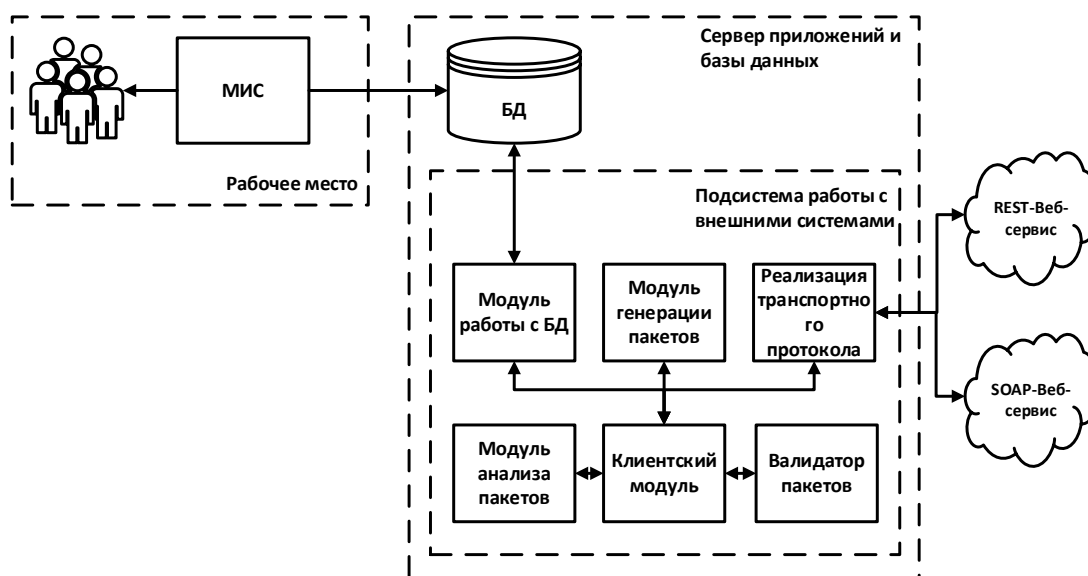 Сервер приложений и
базы данных
МИС
БД
Рабочее место
Подсистема работы с
внешними системами
REST-Веб-
сервис
Модуль
работы с БД
Модуль
генерации
пакетов
Реализация
транспортно
го
протокола
SOAP-Веб-
сервис
Модуль
анализа
пакетов
Клиентский
модуль
Валидатор
пакетов